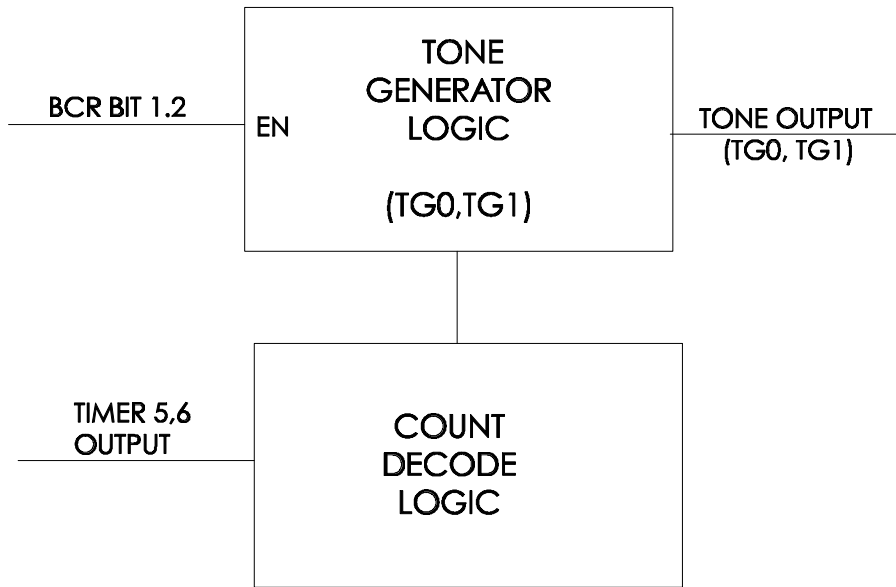 TONE
GENERATOR
LOGIC
(TG0,TG1)
BCR BIT 1.2
EN
TONE OUTPUT
(TG0, TG1)
TIMER 5,6
OUTPUT
COUNT
DECODE
LOGIC